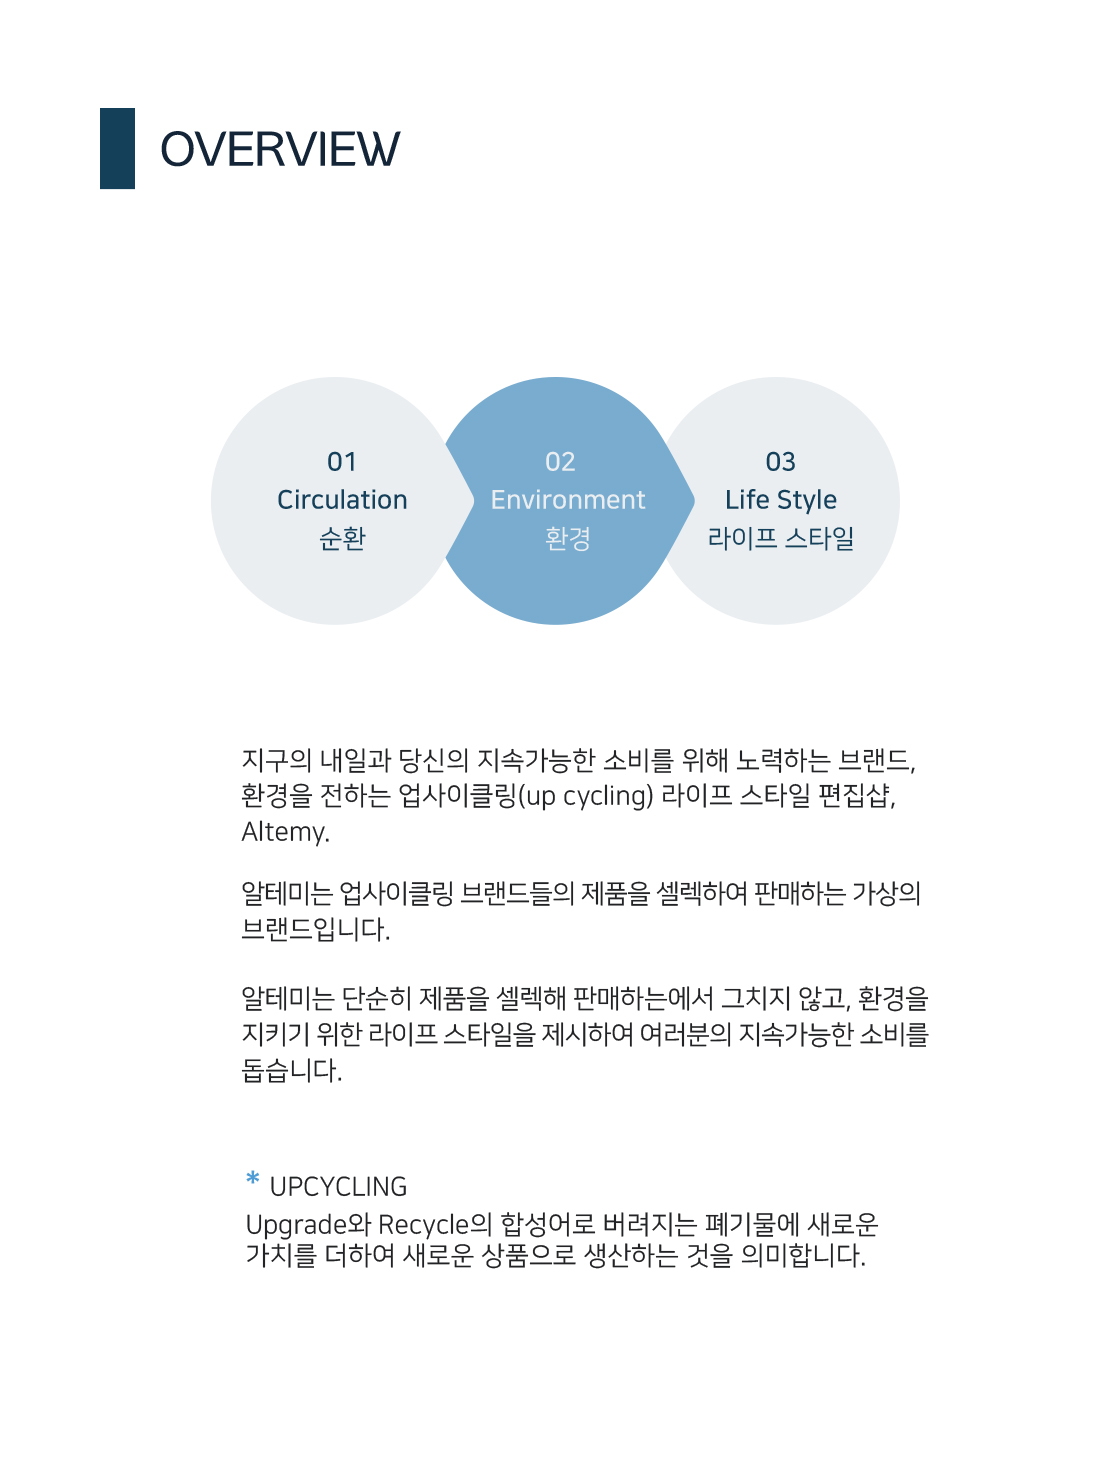 OVERVIEW
01
Circulation
순환
02
Environment
환경
03
Life Style
라이프 스타일
지구의 내일과 당신의 지속가능한 소비를 위해 노력하는 브랜드,
환경을 전하는 업사이클링(up cycling) 라이프 스타일 편집샵,
Altemy.
알테미는 업사이클링 브랜드들의 제품을 셀렉하여 판매하는 가상의
브랜드입니다.
알테미는 단순히 제품을 셀렉해 판매하는에서 그치지 않고, 환경을
지키기 위한 라이프 스타일을 제시하여 여러분의 지속가능한 소비를
돕습니다.
* UPCYCLING
Upgrade와 Recycle의 합성어로 버려지는 폐기물에 새로운
가치를 더하여 새로운 상품으로 생산하는 것을 의미합니다.